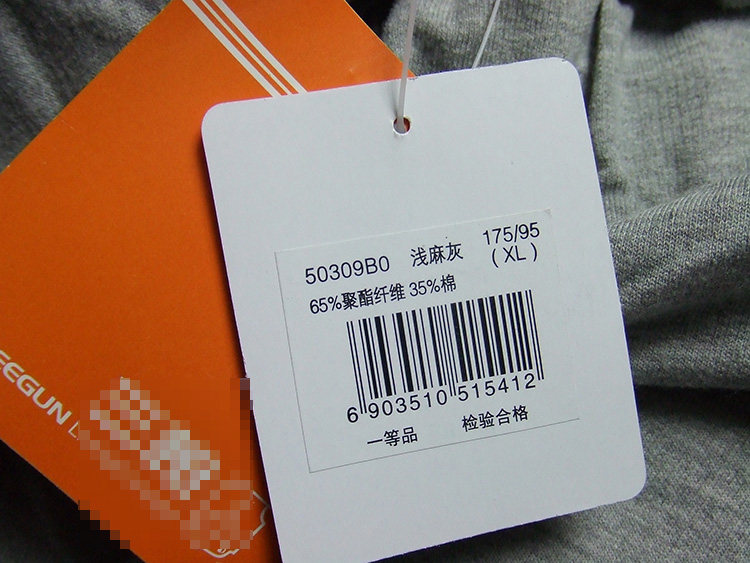 50309B0 浅麻灰 175/95
(XL)
65%聚酯纤维 35%棉
6 903510 515412
一等品 检验合格
EEGUN